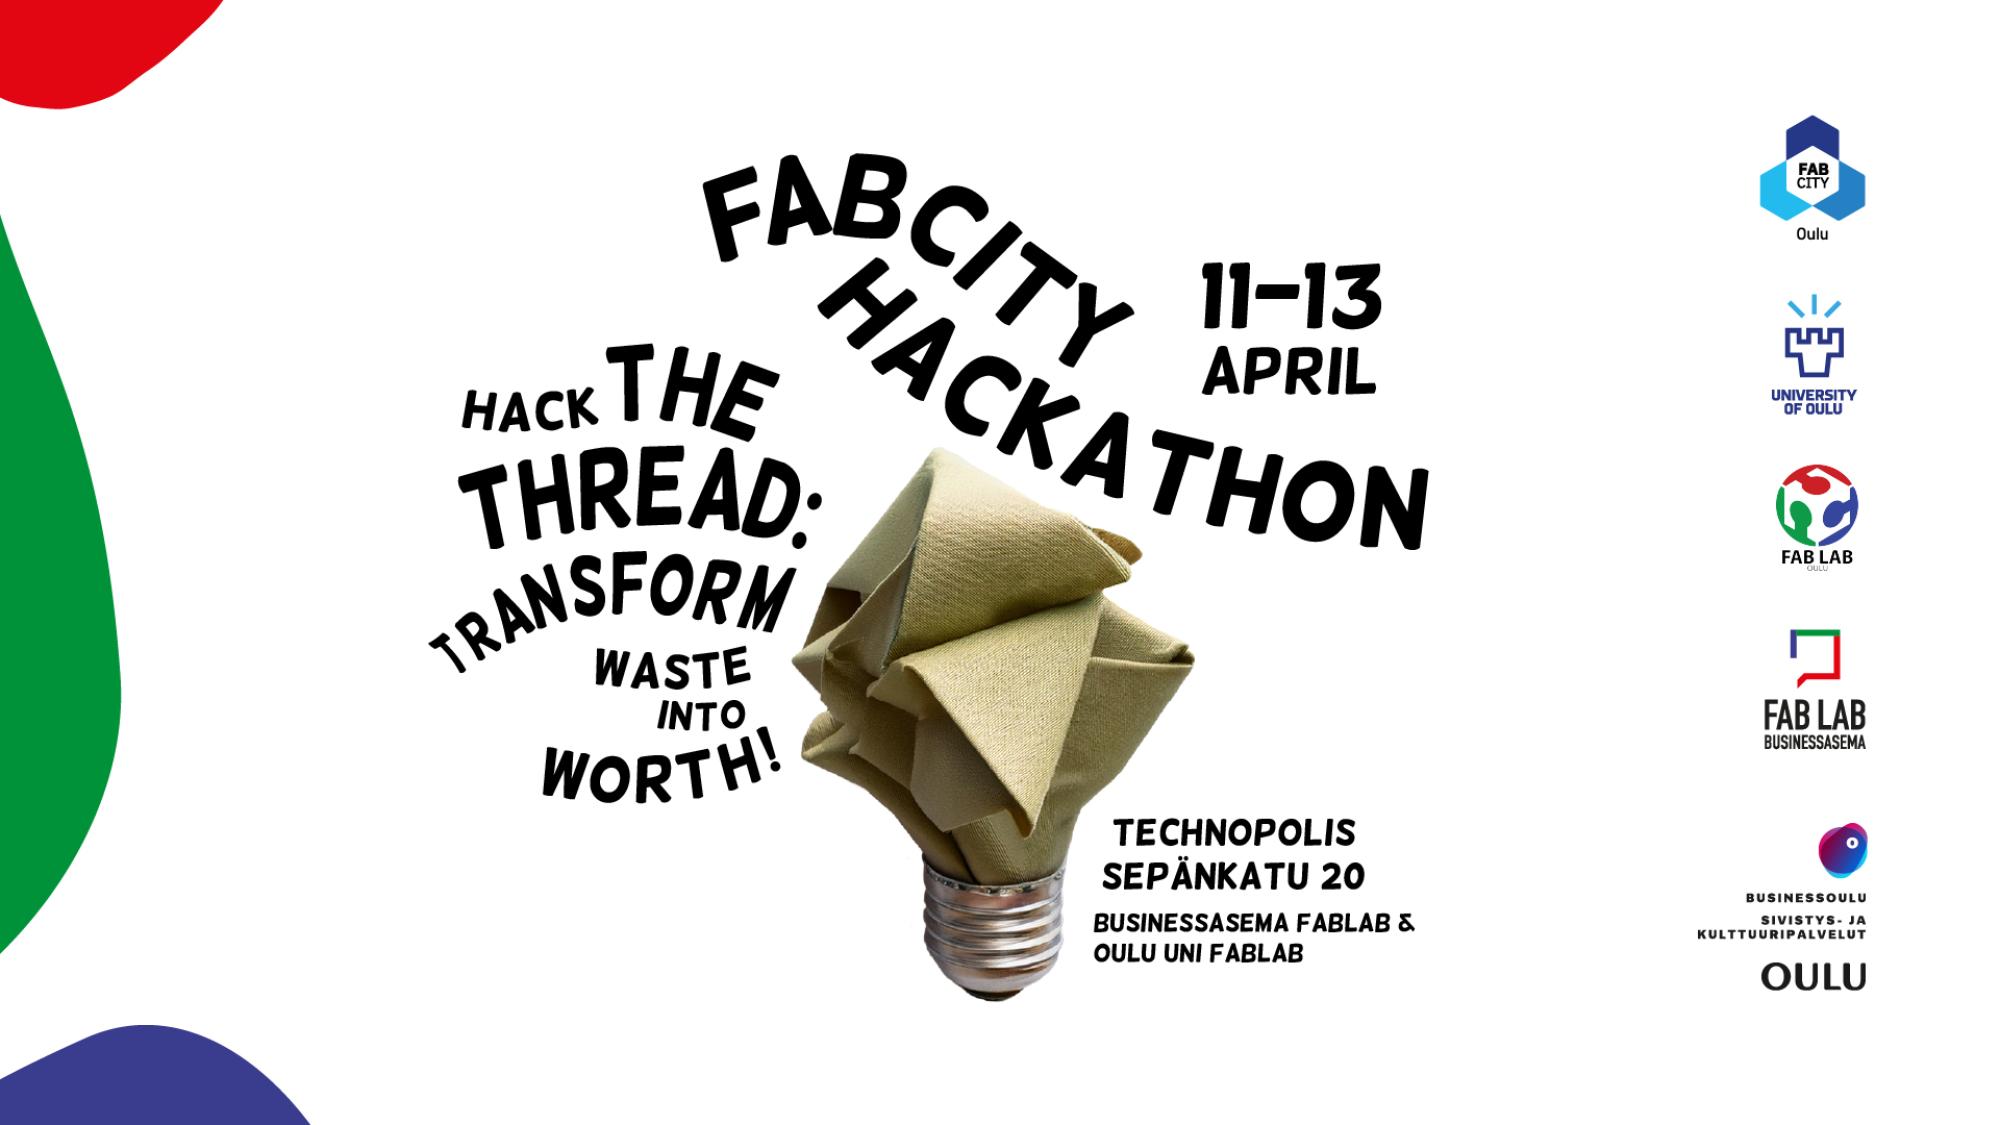 FABCITY
HACKATHON
11–13
APRIL
HACK THE
THREAD:
TRANSFORM
WASTE
INTO
WORTH!
TECHNOPOLIS
SEPÄNKATU 20
BUSINESSASEMA FABLAB &
OULU UNI FABLAB
FAB
CITY
Oulu
UNIVERSITY
OF OULU
FAB LAB
OULU
FAB LAB
BUSINESSASEMA
BUSINESSOULU
SIVISTYS- JA
KULTTUURIPALVELUT
OULU